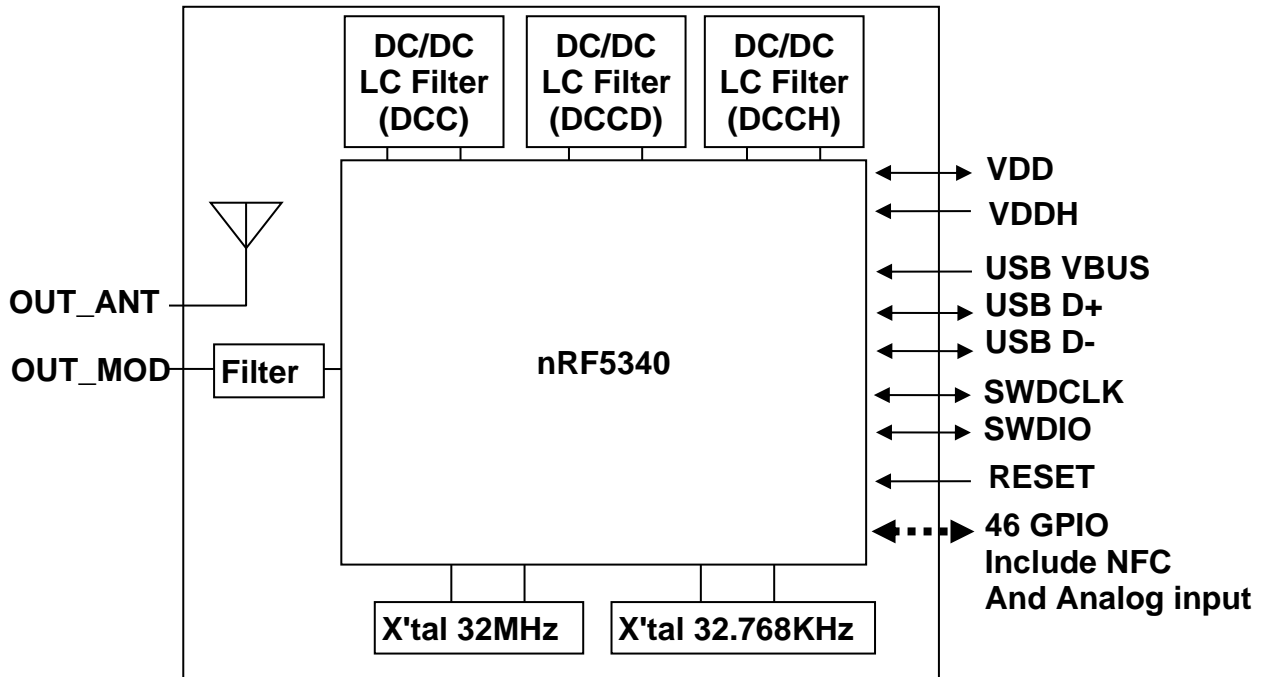 DC/DC
LC Filter
(DCC)
DC/DC
LC Filter
(DCCD)
DC/DC
LC Filter
(DCCH)
VDD
VDDH
USB VBUS
USB D+
USB D-
SWDCLK
SWDIO
RESET
46 GPIO
Include NFC
And Analog input
OUT_ANT
OUT_MOD
Filter
nRF5340
X'tal 32MHz
X'tal 32.768KHz